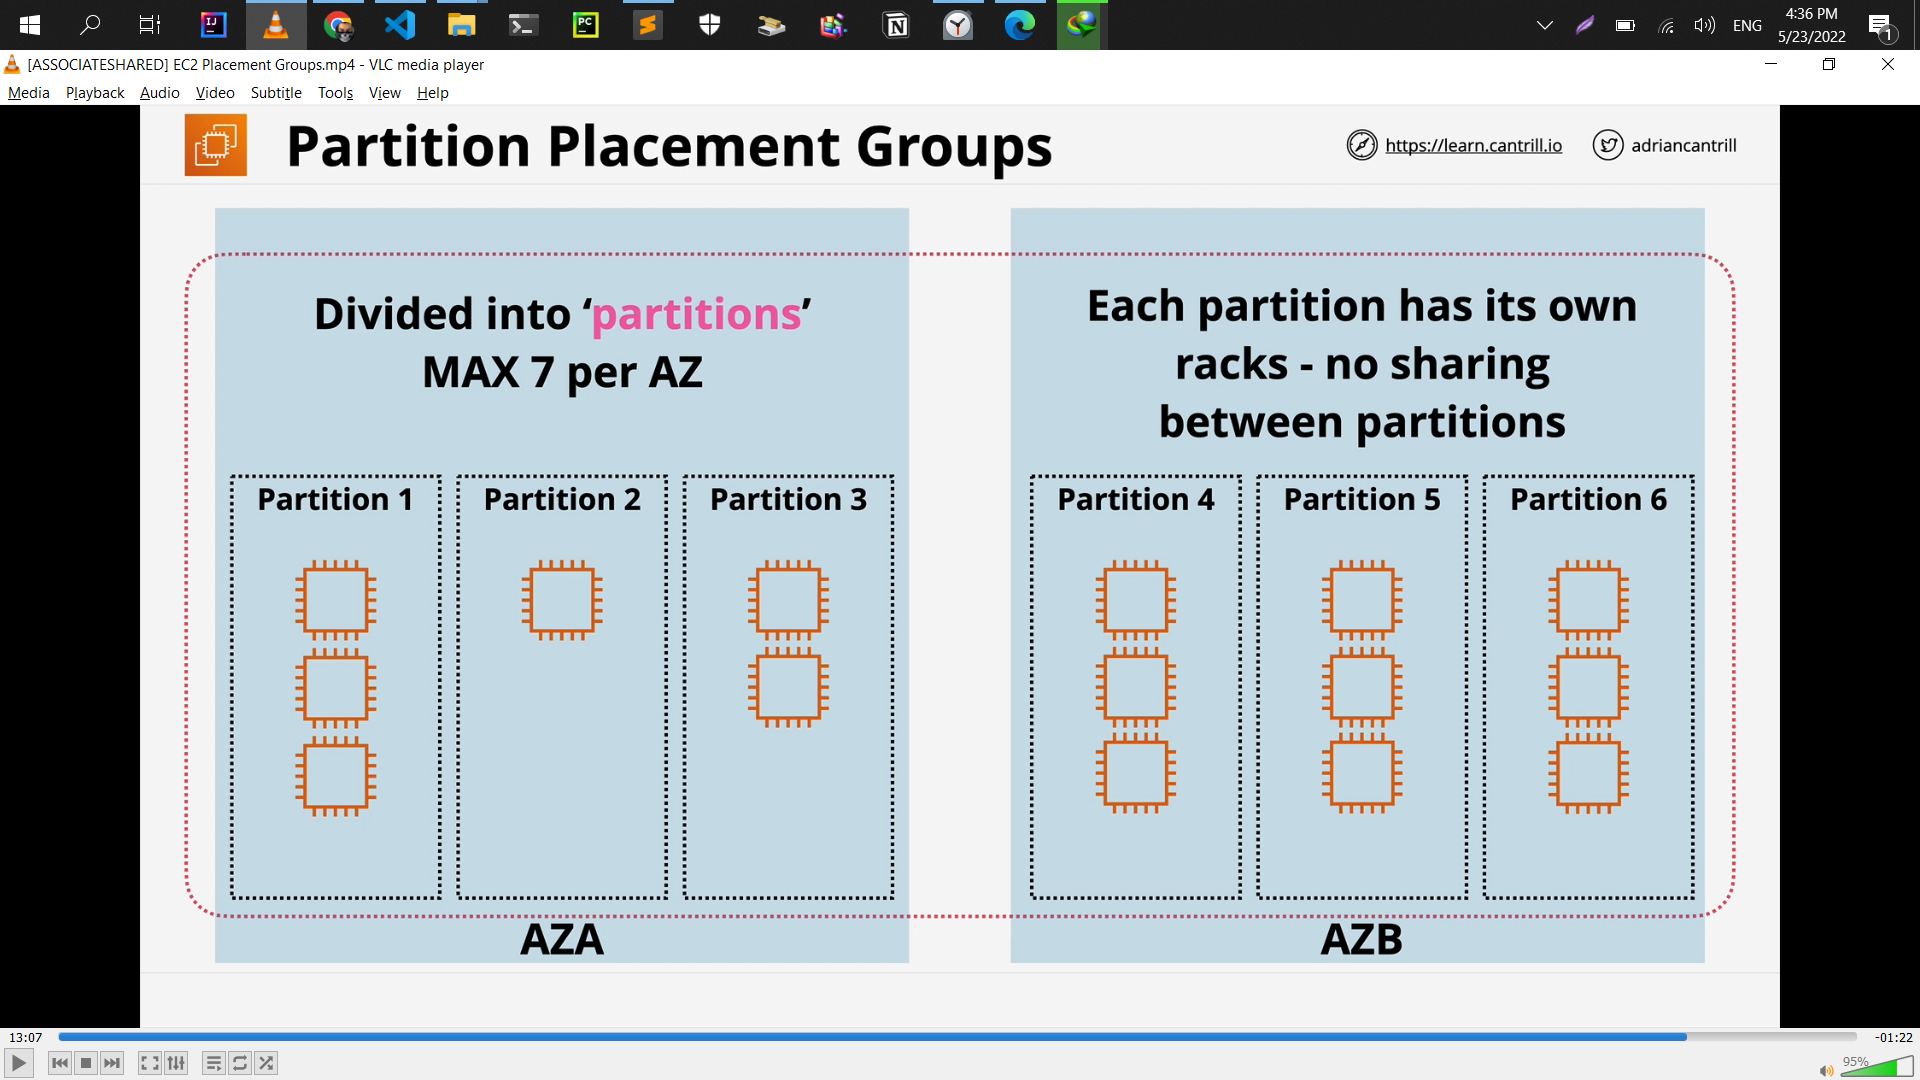 IJ
PC
S
N
ENG
4:36 PM
5/23/2022
1
[ASSOCIATESHARED] EC2 Placement Groups.mp4 - VLC media player
Media Playback Audio Video Subtitle Tools View Help
Partition Placement Groups
https://learn.cantrill.io
adriancantrill
Divided into ‘partitions’
MAX 7 per AZ
Each partition has its own
racks - no sharing
between partitions
Partition 1
Partition 2
Partition 3
Partition 4
Partition 5
Partition 6
AZA
AZB
13:07
-01:22
95%